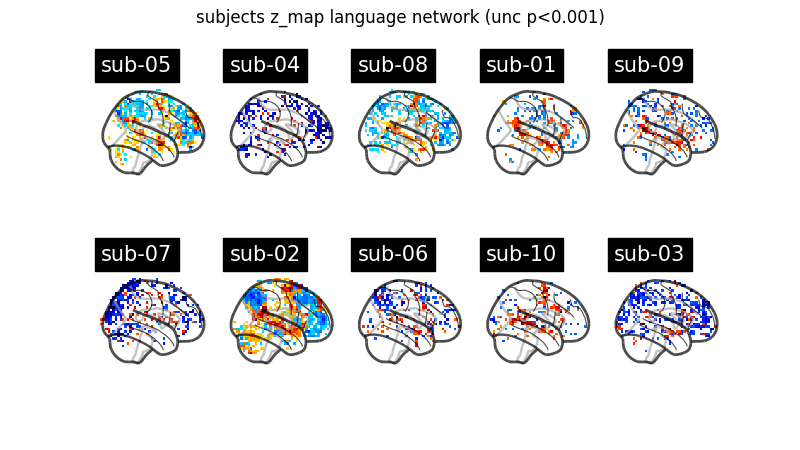 subjects z_map language network (unc p<0.001)
sub-05 sub-04 sub-08 sub-01 sub-09
sub-07 sub-02 sub-06 sub-10 sub-03